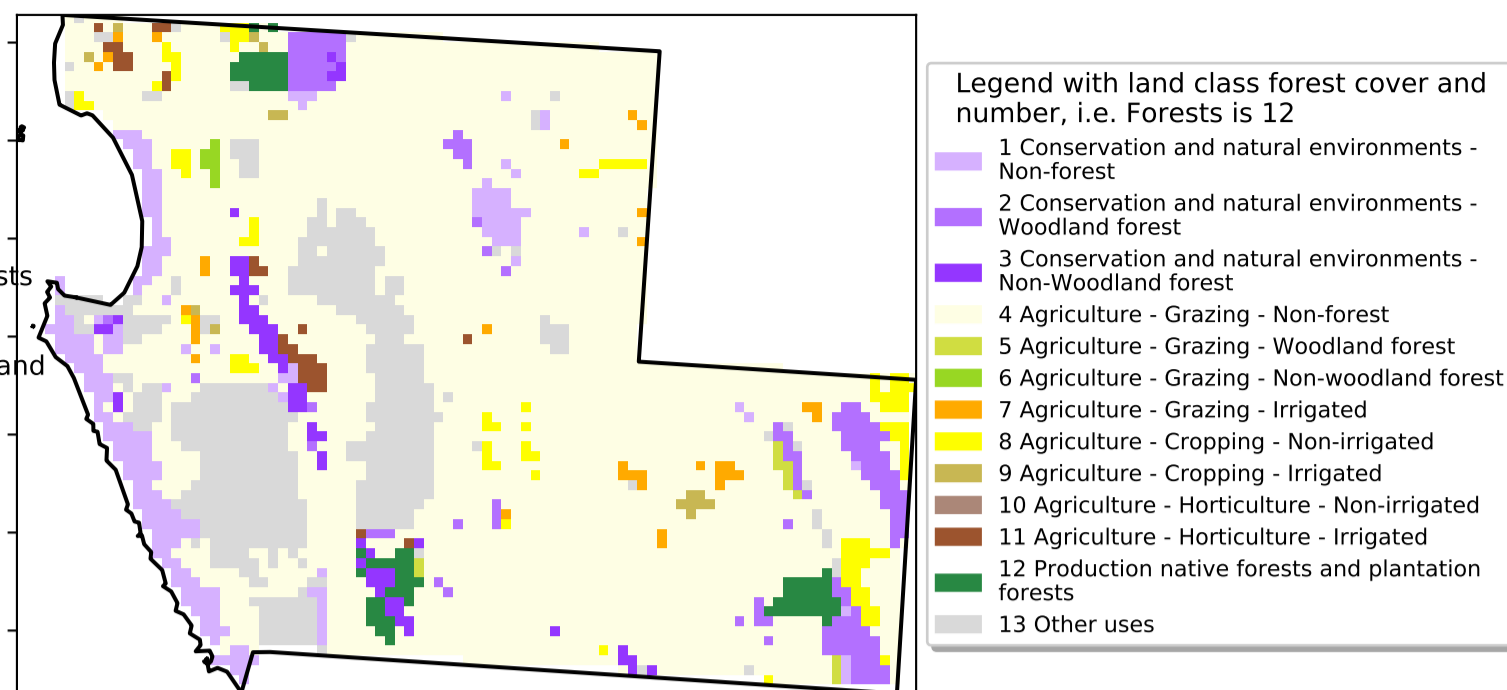 sts
and
Legend with land class forest cover and
number, i.e. Forests is 12
1 Conservation and natural environments -
Non-forest
2 Conservation and natural environments -
Woodland forest
3 Conservation and natural environments -
Non-Woodland forest
4 Agriculture - Grazing - Non-forest
5 Agriculture - Grazing - Woodland forest
6 Agriculture - Grazing - Non-woodland forest
7 Agriculture - Grazing - Irrigated
8 Agriculture - Cropping - Non-irrigated
9 Agriculture - Cropping - Irrigated
10 Agriculture - Horticulture - Non-irrigated
11 Agriculture - Horticulture - Irrigated
12 Production native forests and plantation
forests
13 Other uses